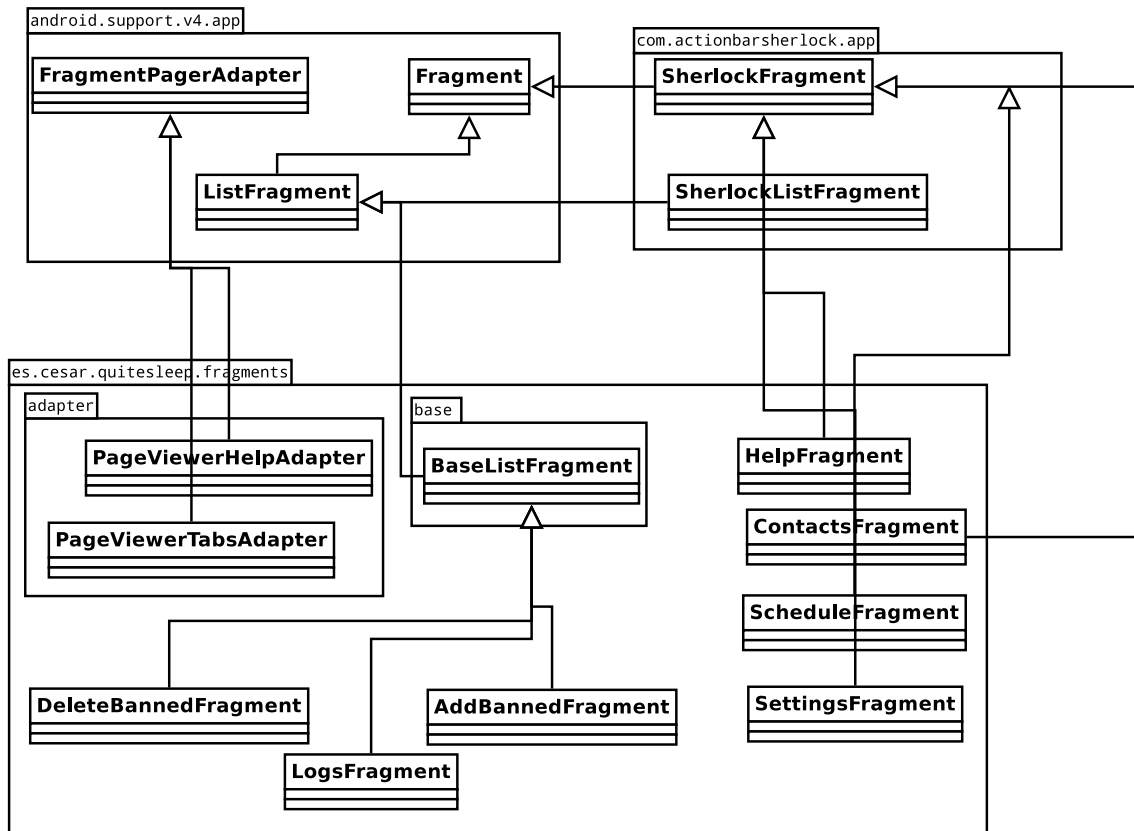 android.support.v4.app
com.actionbarsherlock.app
FragmentPagerAdapter
Fragment
SherlockFragment
ListFragment
SherlockListFragment
es.cesar.quitesleep.fragments
adapter
base
PageViewerHelpAdapter
BaseListFragment
HelpFragment
PageViewerTabsAdapter
ContactsFragment
ScheduleFragment
DeleteBannedFragment
AddBannedFragment
SettingsFragment
LogsFragment